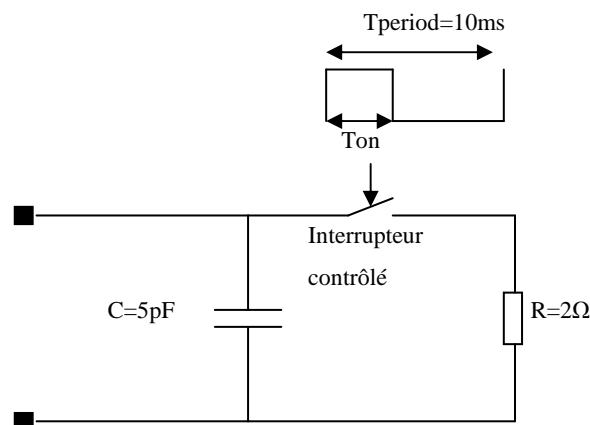 Tperiod=10ms
Ton
Interrupteur
contrôlé
C=5pF
R=2Ω